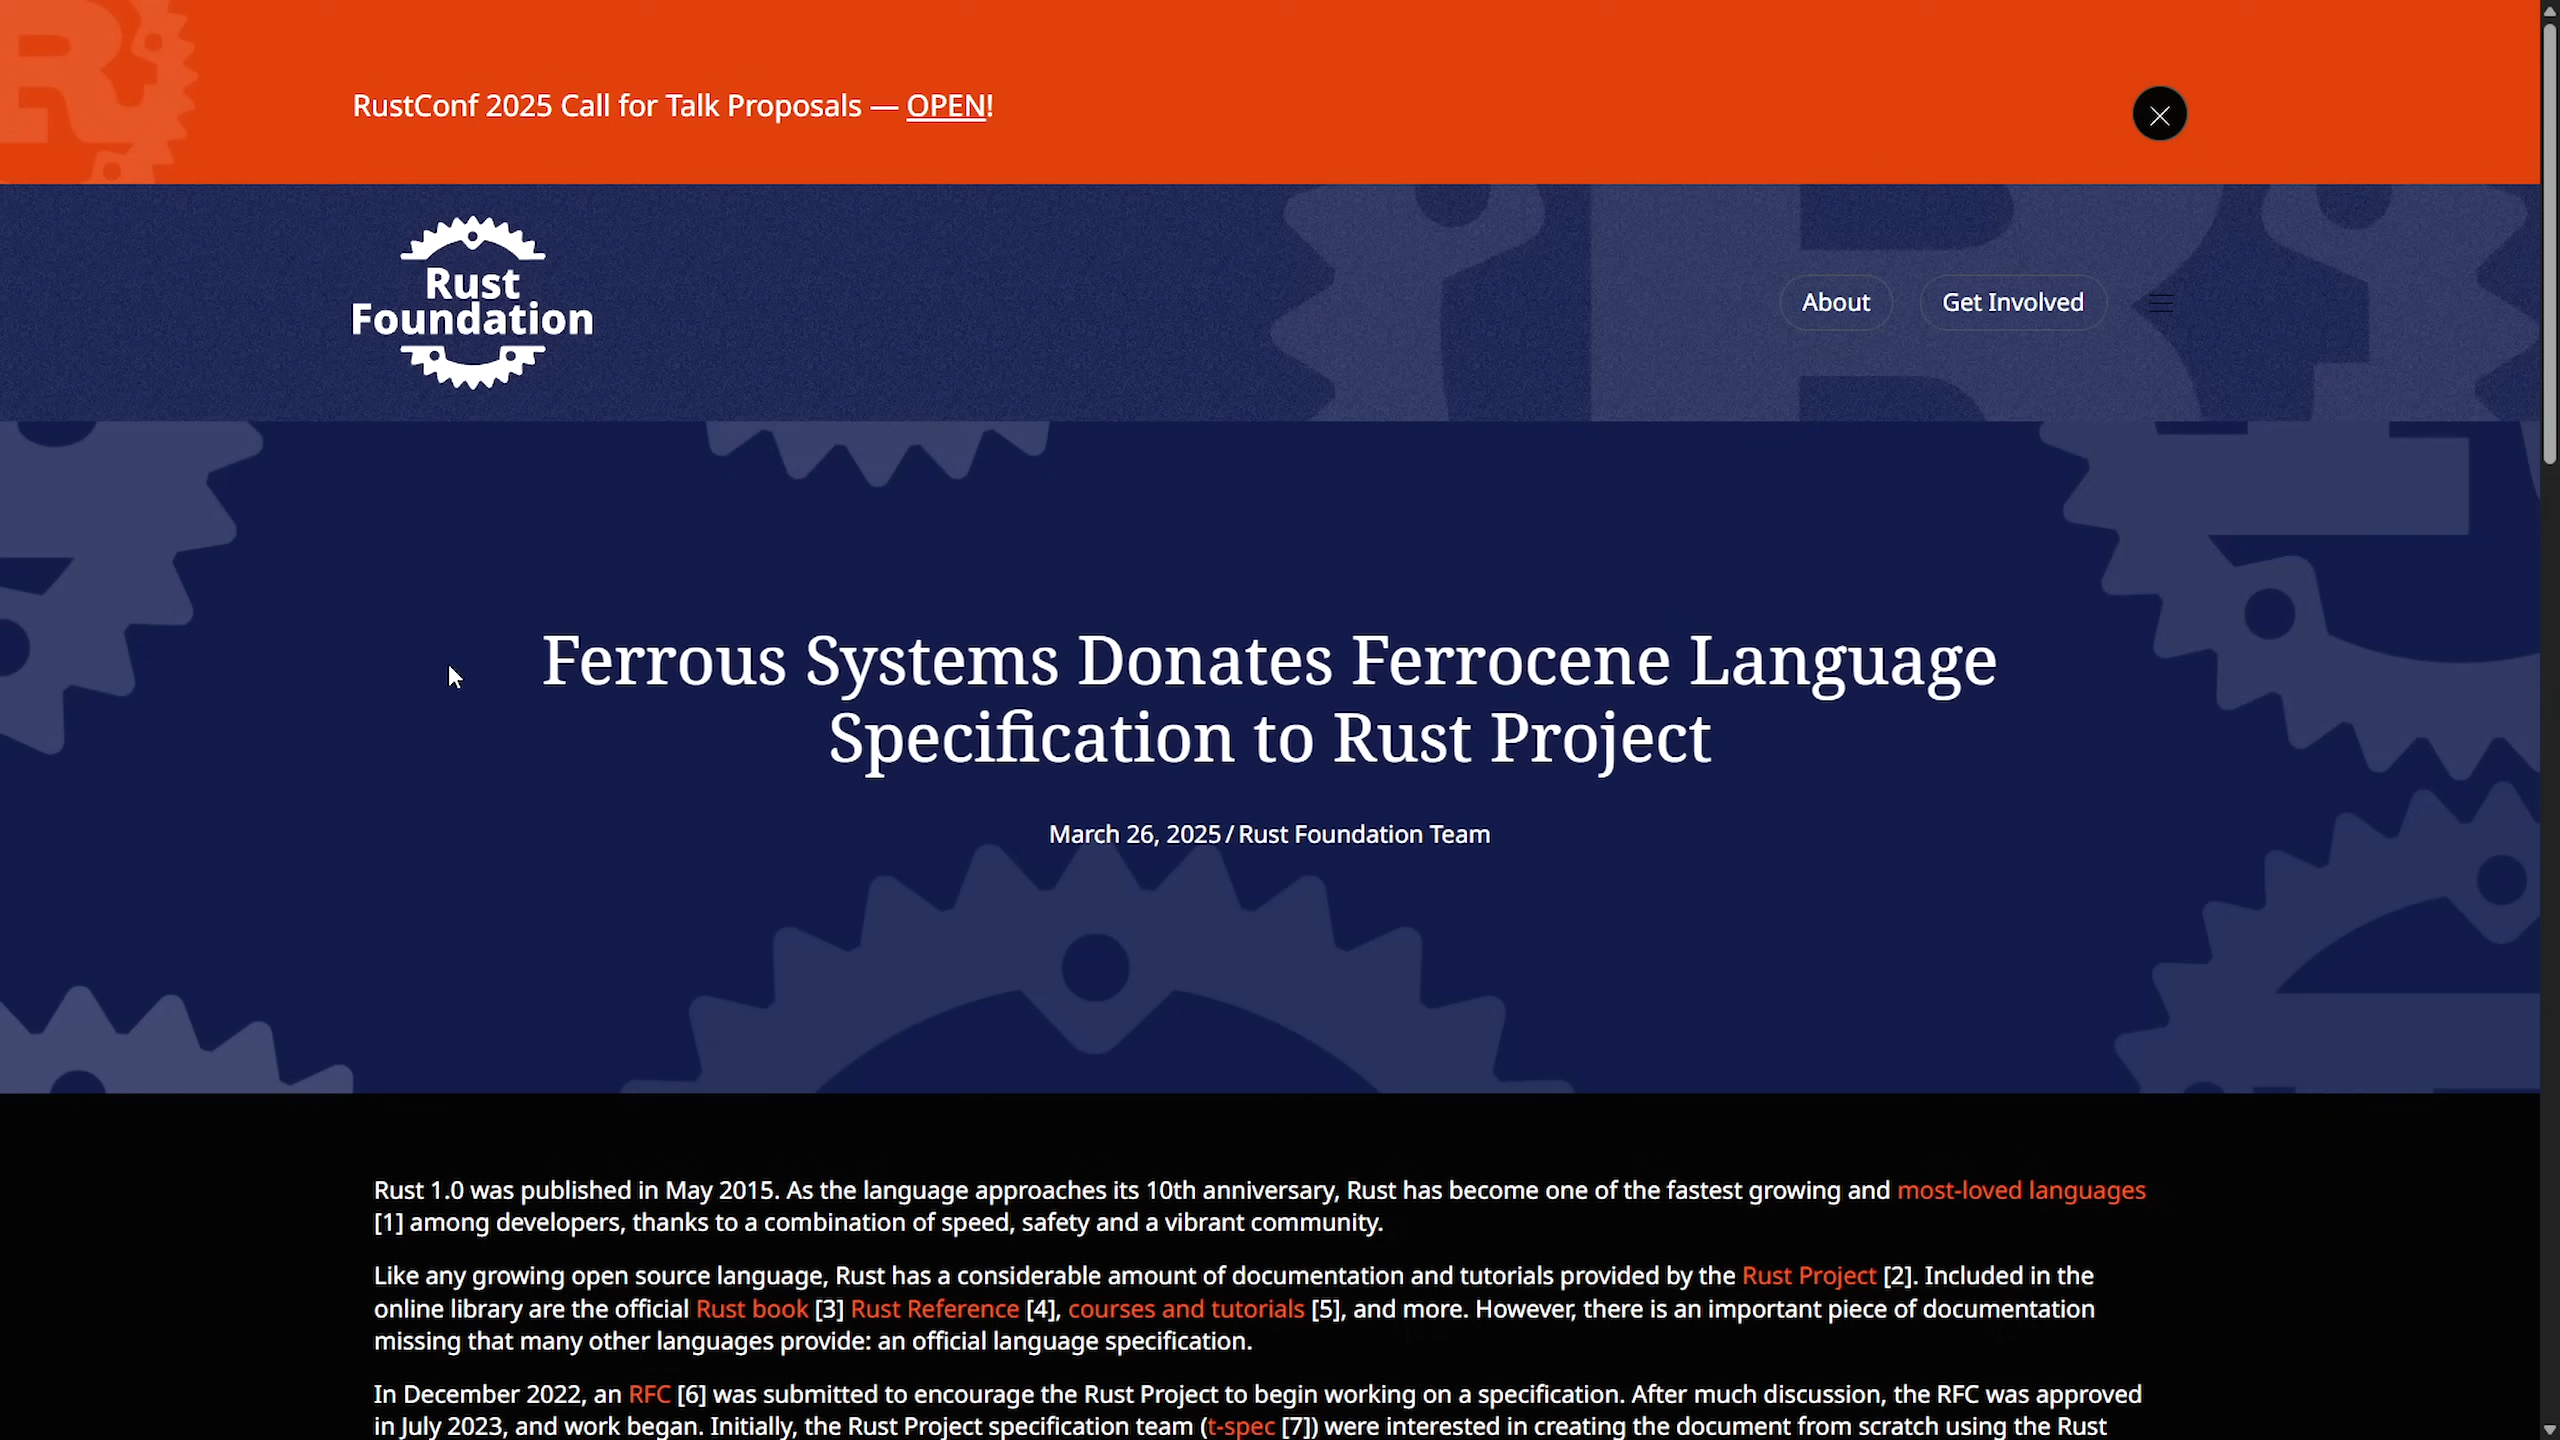 RustConf 2025 Call for Talk Proposals — OPEN!
Rust
Foundation
About
Get Involved
Ferrous Systems Donates Ferrocene Language
Specification to Rust Project
March 26, 2025 / Rust Foundation Team
Rust 1.0 was published in May 2015. As the language approaches its 10th anniversary, Rust has become one of the fastest growing and most-loved languages
[1] among developers, thanks to a combination of speed, safety and a vibrant community.
Like any growing open source language, Rust has a considerable amount of documentation and tutorials provided by the Rust Project [2]. Included in the
online library are the official Rust book [3] Rust Reference [4], courses and tutorials [5], and more. However, there is an important piece of documentation
missing that many other languages provide: an official language specification.
In December 2022, an RFC [6] was submitted to encourage the Rust Project to begin working on a specification. After much discussion, the RFC was approved
in July 2023, and work began. Initially, the Rust Project specification team (t-spec [7]) were interested in creating the document from scratch using the Rust